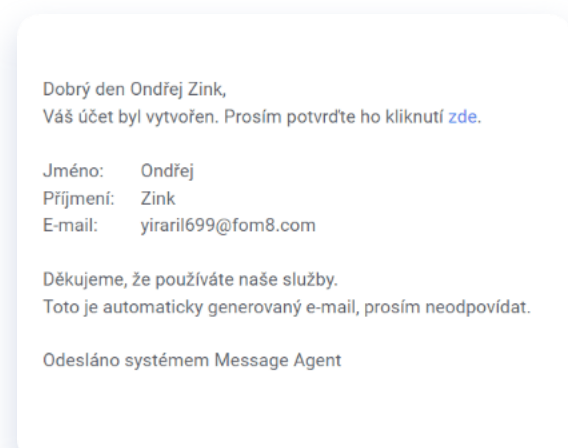 Dobrý den Ondřej Zink,
Váš účet byl vytvořen. Prosím potvrďte ho kliknutí zde.
Jméno: Ondřej
Příjmení: Zink
E-mail: yiraril699@fom8.com
Děkujeme, že používáte naše služby.
Toto je automaticky generovaný e-mail, prosím neodpovídat.
Odesláno systémem Message Agent